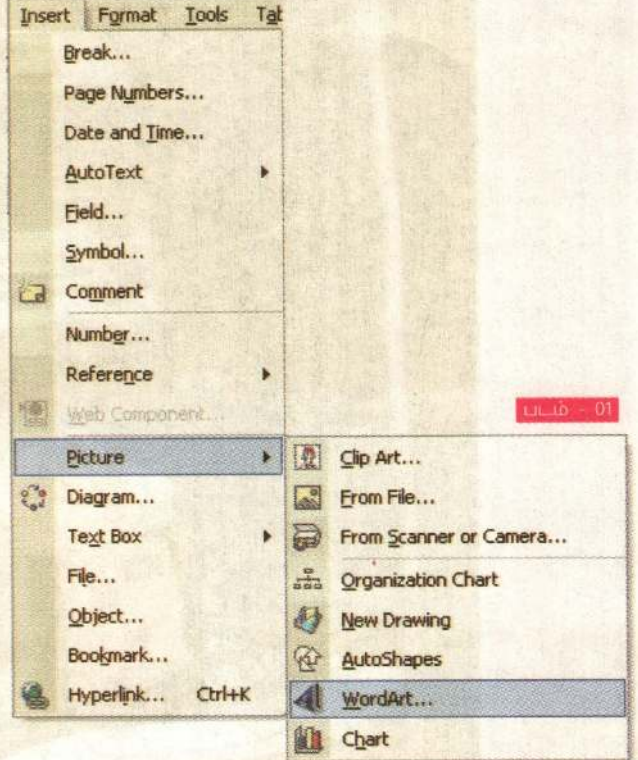 Insert Format Tools Tab
Break...
Page Numbers...
Date and Time...
AutoText
Field...
Symbol...
Comment
Number...
Reference
Web Component...
படம் - 01
Picture
Clip Art...
Diagram...
From File...
Text Box
From Scanner or Camera...
File...
Organization Chart
Object...
New Drawing
Bookmark...
AutoShapes
Hyperlink... Ctrl+K
WordArt...
Chart